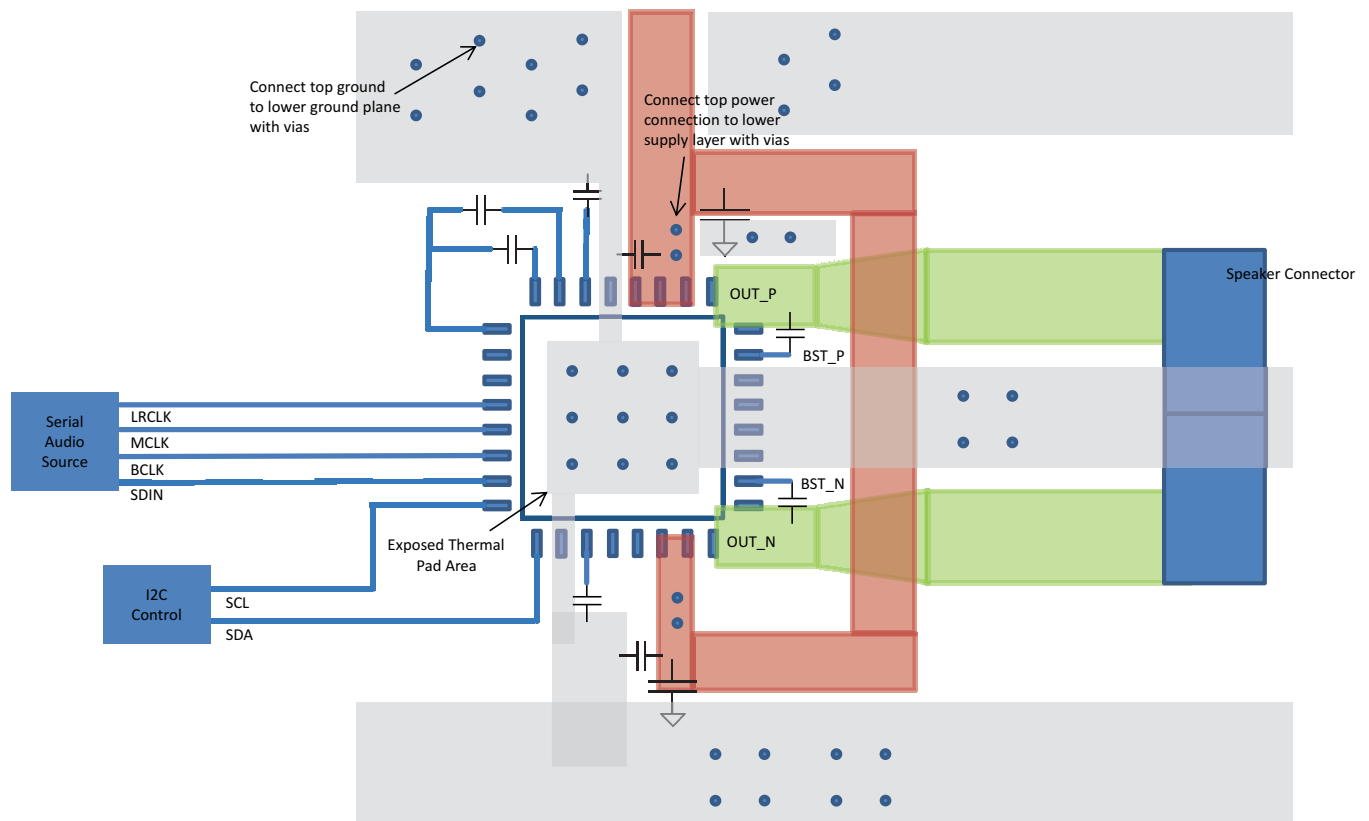 Connect top ground
to lower ground plane
with vias
Connect top power
connection to lower
supply layer with vias
Speaker Connector
OUT_P
BST_P
Serial
Audio
Source
LRCLK
MCLK
BCLK
SDIN
BST_N
OUT_N
Exposed Thermal
Pad Area
I2C
Control
SCL
SDA